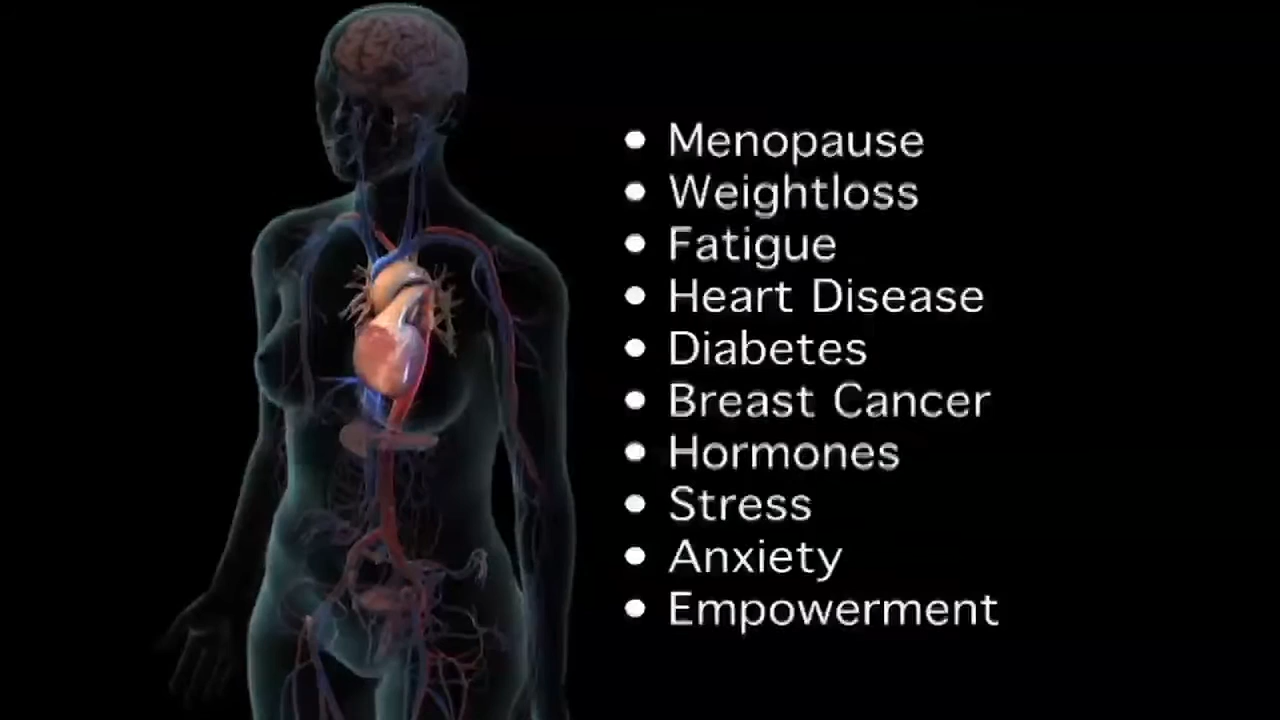 • Menopause
• Weightloss
• Fatigue
• Heart Disease
• Diabetes
• Breast Cancer
• Hormones
• Stress
• Anxiety
• Empowerment